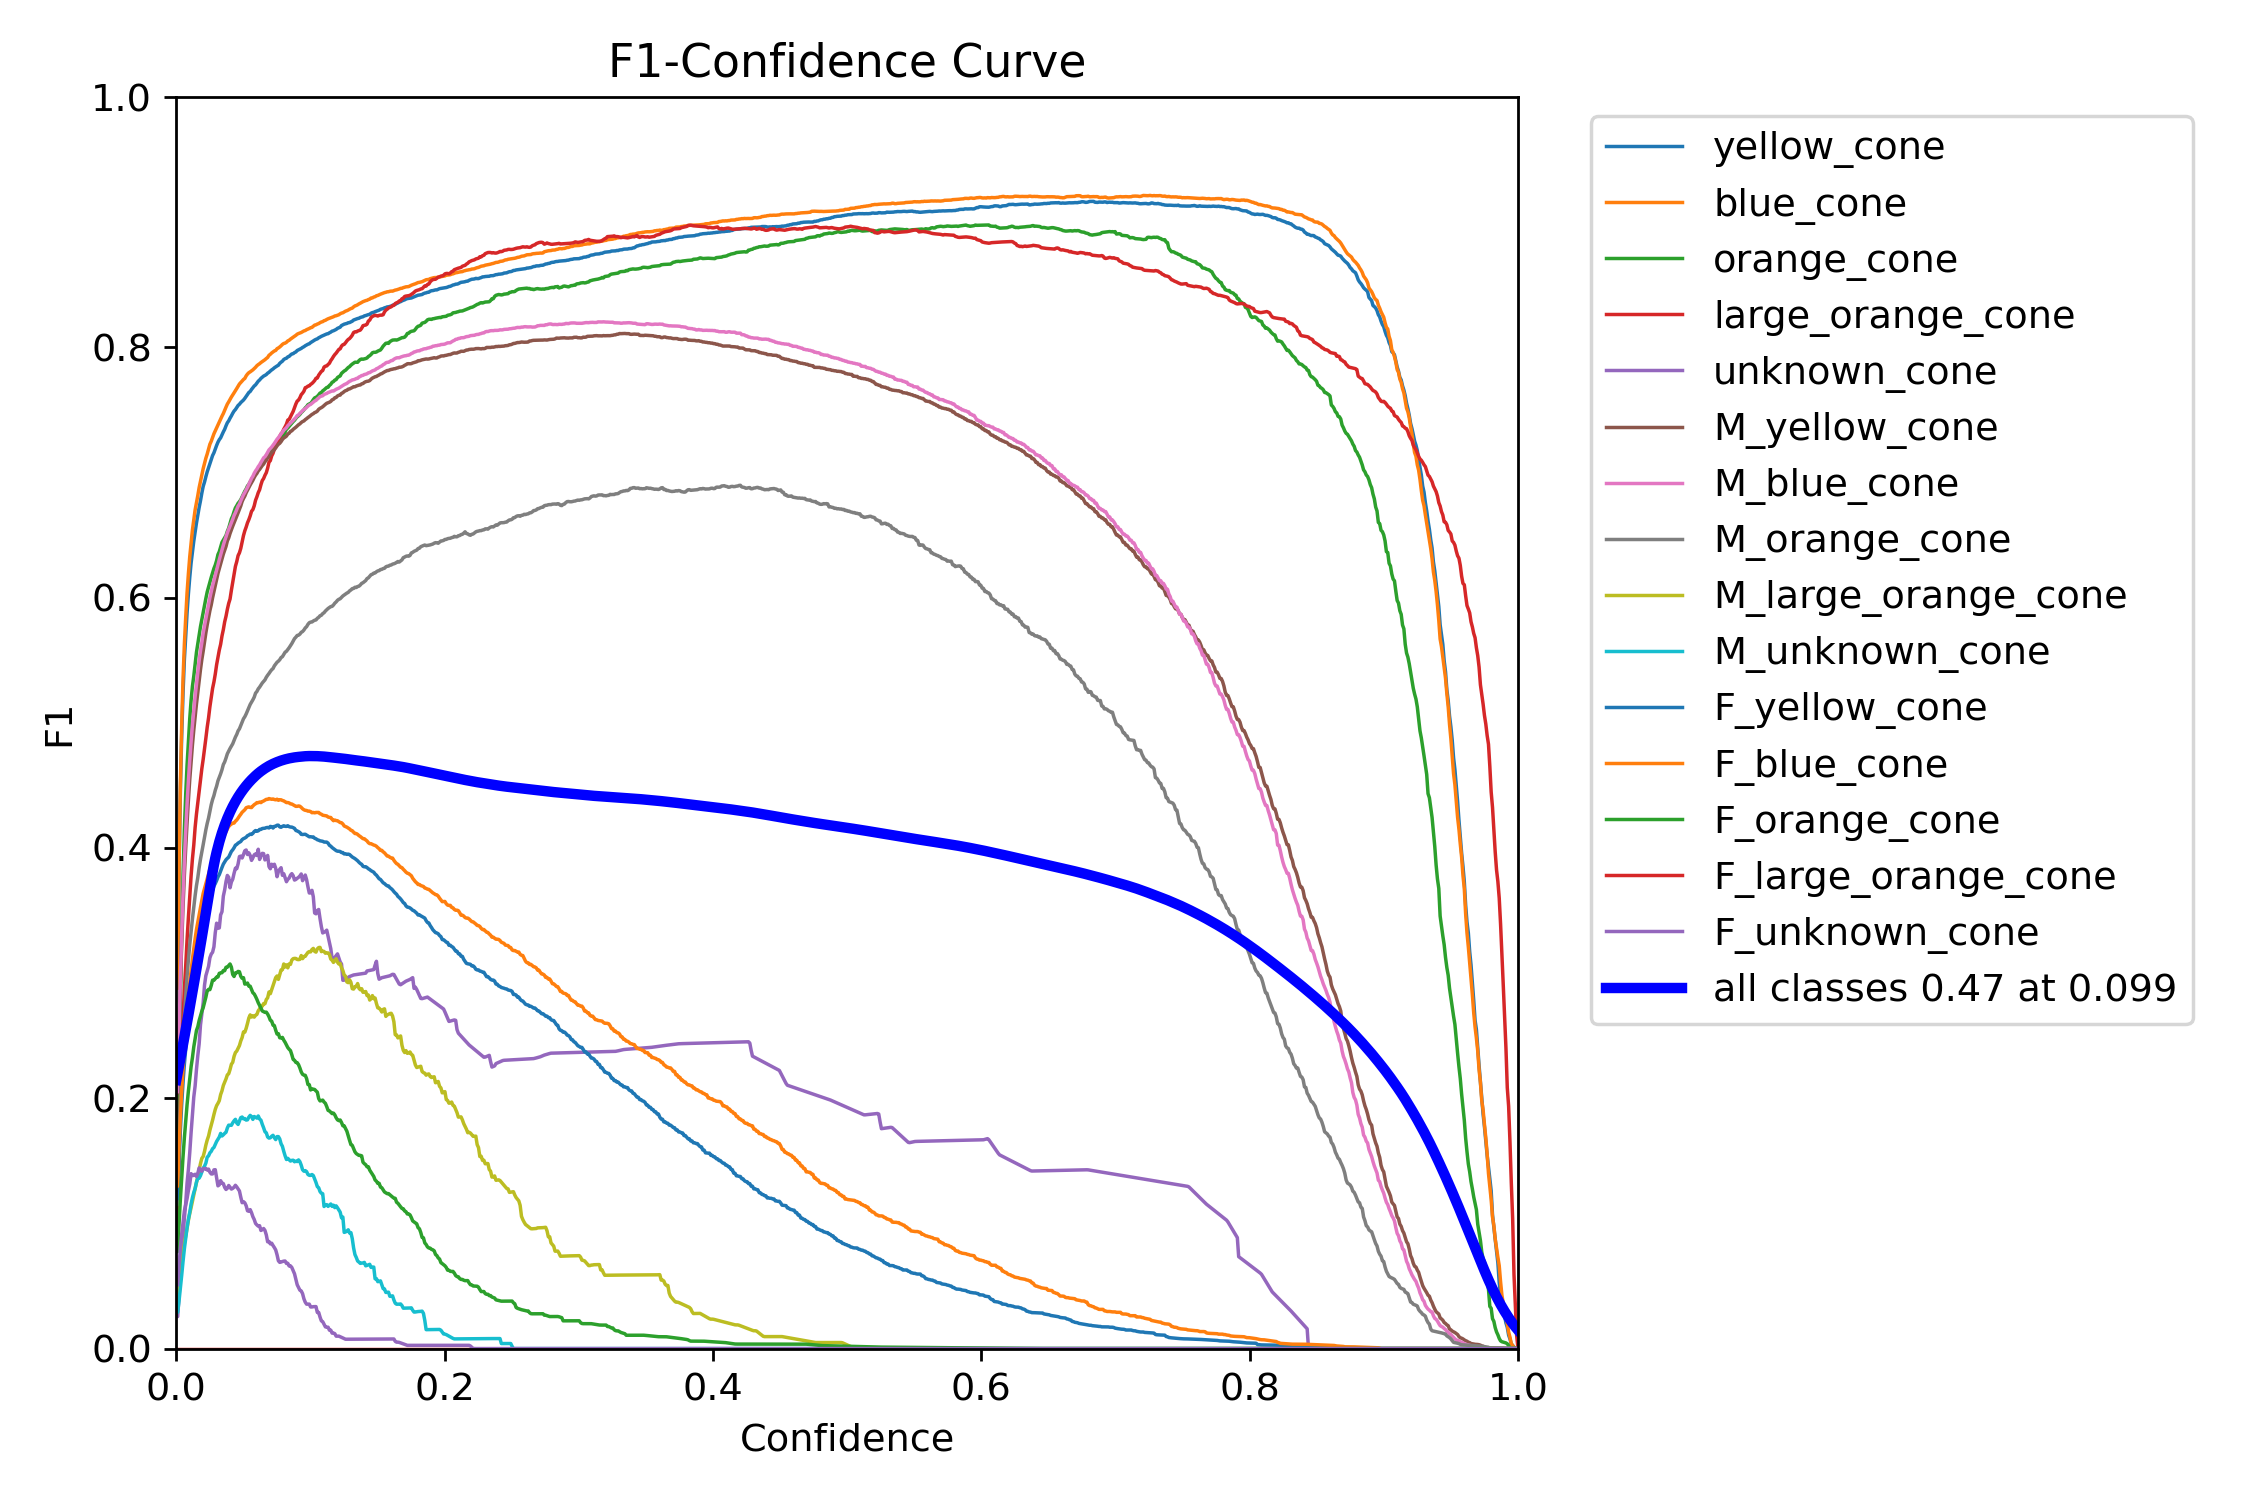 F1-Confidence Curve
1.0
0.8
0.6
0.4
0.2
0.0
F1
0.0 0.2 0.4 0.6 0.8 1.0
Confidence
yellow_cone
blue_cone
orange_cone
large_orange_cone
unknown_cone
M_yellow_cone
M_blue_cone
M_orange_cone
M_large_orange_cone
M_unknown_cone
F_yellow_cone
F_blue_cone
F_orange_cone
F_large_orange_cone
F_unknown_cone
all classes 0.47 at 0.099